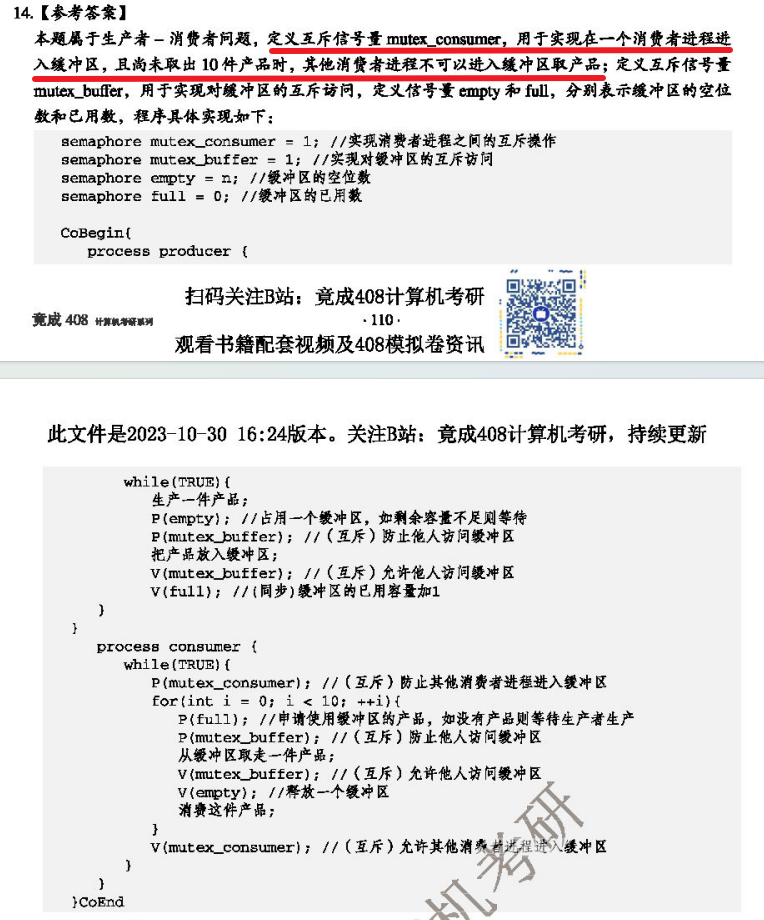 14.【参考答案】
本题属于生产者－消费者问题，定义互斥信号量 mutex_consumer，用于实现在一个消费者进程进
入缓冲区，且尚未取出 10 件产品时，其他消费者进程不可以进入缓冲区取产品；定义互斥信号量
mutex_buffer，用于实现对缓冲区的互斥访问，定义信号量 empty 和 full，分别表示缓冲区的空位
数和已用数，程序具体实现如下：
semaphore mutex_consumer = 1; //实现消费者进程之间的互斥操作
semaphore mutex_buffer = 1; //实现对缓冲区的互斥访问
semaphore empty = n; //缓冲区的空位数
semaphore full = 0; //缓冲区的已用数
CoBegin{
process producer {
扫码关注B站：竟成408计算机考研
竟成 408 计算机考研系列
· 110 ·
观看书籍配套视频及408模拟卷资讯
此文件是2023-10-30 16:24版本。关注B站：竟成408计算机考研，持续更新
while(TRUE){
生产一件产品;
P(empty); //占用一个缓冲区，如剩余容量不足则等待
P(mutex_buffer); //（互斥）防止他人访问缓冲区
把产品放入缓冲区;
V(mutex_buffer); //（互斥）允许他人访问缓冲区
V(full); //(同步)缓冲区的已用容量加1
}
}
process consumer {
while(TRUE){
P(mutex_consumer); //（互斥）防止其他消费者进程进入缓冲区
for(int i = 0; i < 10; ++i){
P(full); //申请使用缓冲区的产品，如没有产品则等待生产者生产
P(mutex_buffer); //（互斥）防止他人访问缓冲区
从缓冲区取走一件产品;
V(mutex_buffer); //（互斥）允许他人访问缓冲区
V(empty); //释放一个缓冲区
消费这件产品;
}
V(mutex_consumer); //（互斥）允许其他消费者进程进入缓冲区
}
}
}CoEnd
机考研